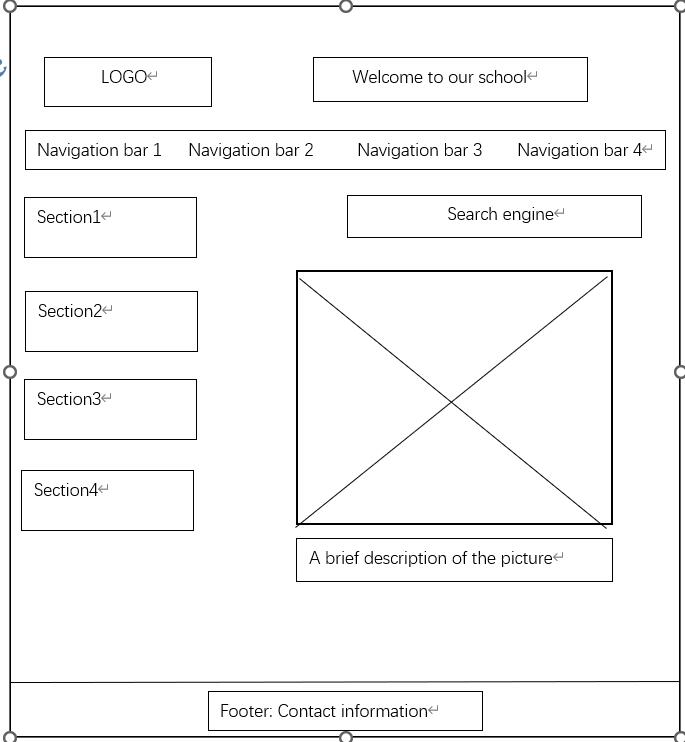 LOGO
Welcome to our school
Navigation bar 1 Navigation bar 2 Navigation bar 3 Navigation bar 4
Section1
Search engine
Section2
Section3
Section4
A brief description of the picture
Footer: Contact information